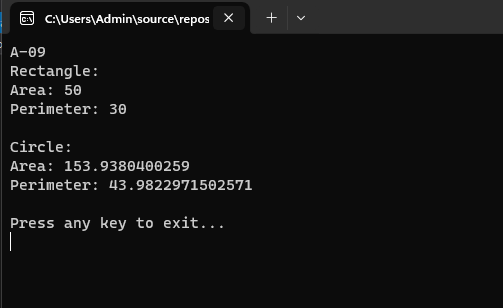 C:\Users\Admin\source\repos
A-09
Rectangle:
Area: 50
Perimeter: 30
Circle:
Area: 153.9380400259
Perimeter: 43.9822971502571
Press any key to exit...